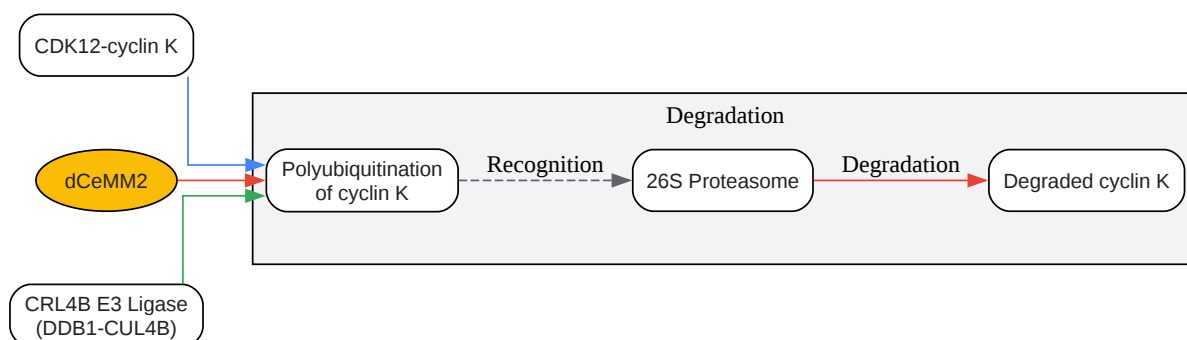 CDK12-cyclin K
Degradation
dCeMM2
Polyubiquitination
of cyclin K
Recognition
26S Proteasome
Degradation
Degraded cyclin K
CRL4B E3 Ligase
(DDB1-CUL4B)